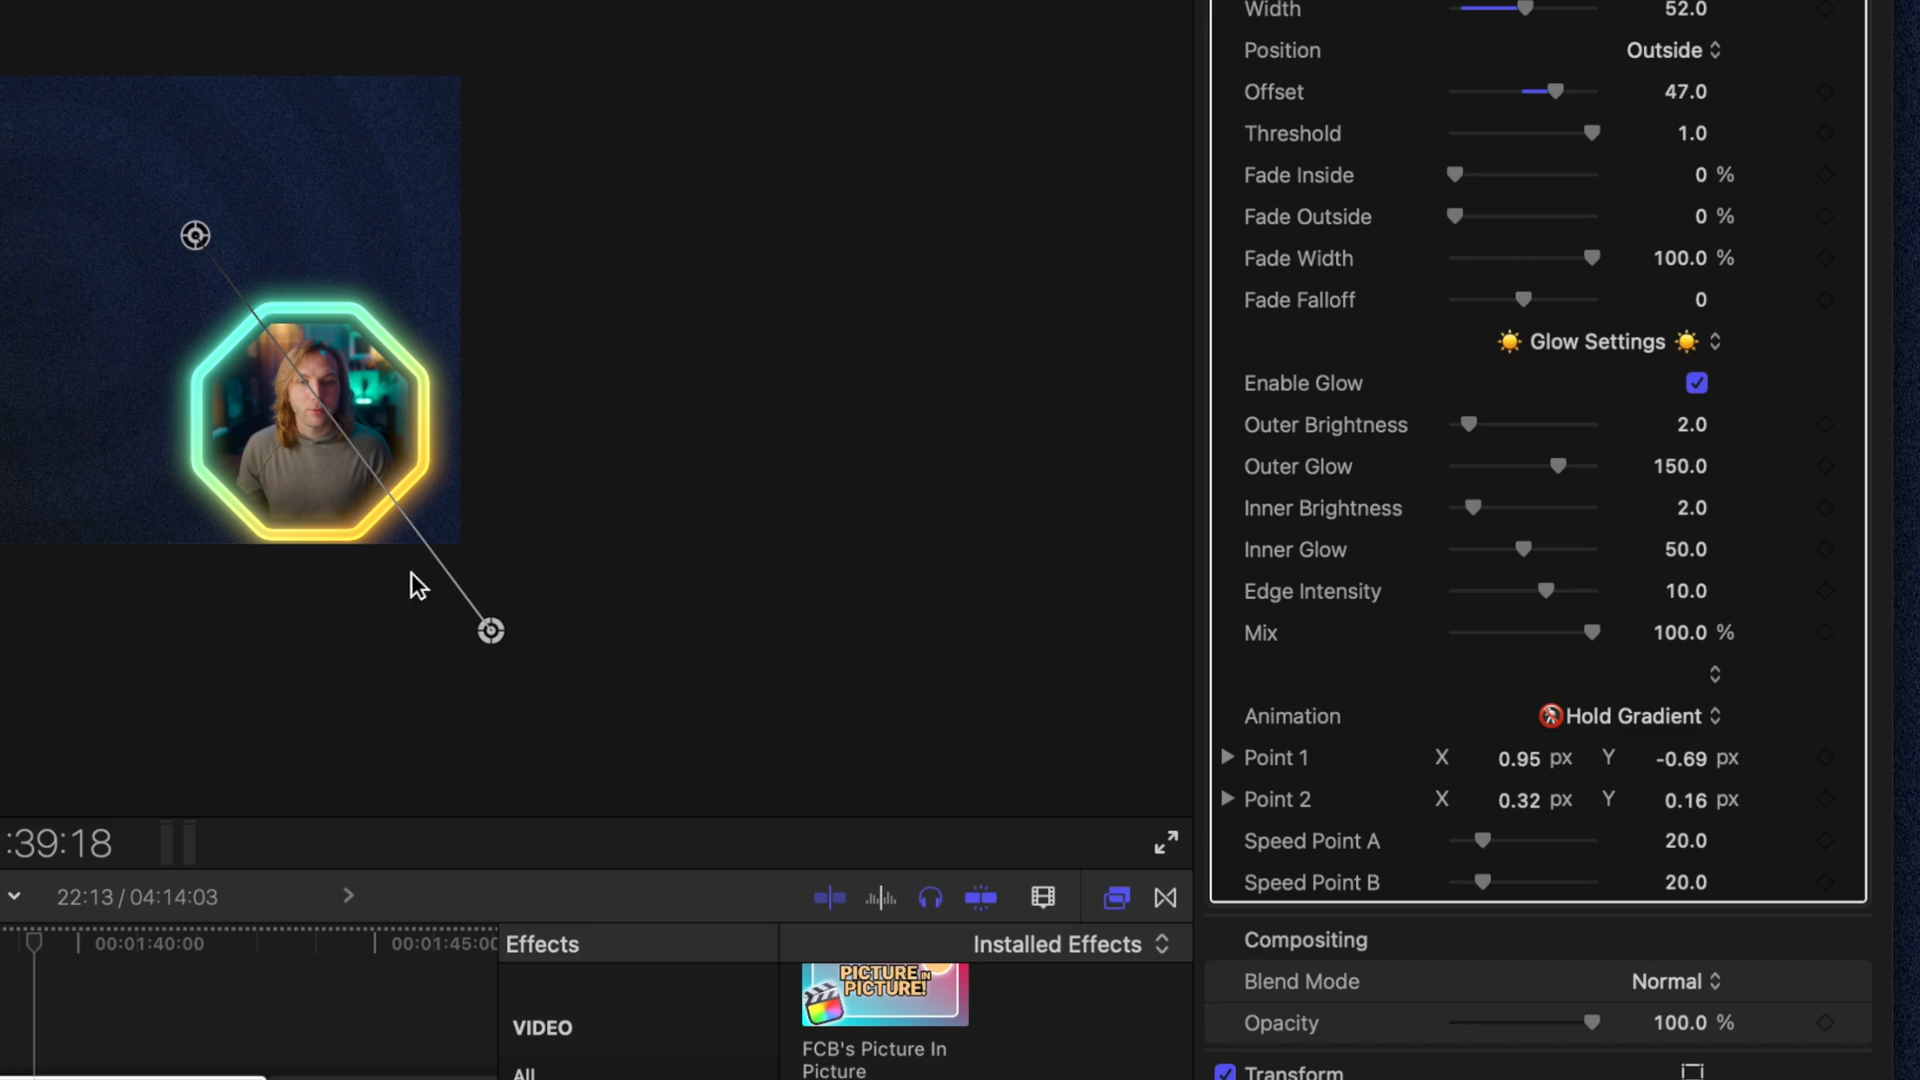 Width 52.0
Position Outside
Offset 47.0
Threshold 1.0
Fade Inside 0 %
Fade Outside 0 %
Fade Width 100.0 %
Fade Falloff 0
☀️ Glow Settings ☀️
Enable Glow
Outer Brightness 2.0
Outer Glow 150.0
Inner Brightness 2.0
Inner Glow 50.0
Edge Intensity 10.0
Mix 100.0 %
Animation 🚷Hold Gradient
Point 1 X 0.95 px Y -0.69 px
Point 2 X 0.32 px Y 0.16 px
Speed Point A 20.0
Speed Point B 20.0
Compositing
Blend Mode Normal
Opacity 100.0 %
Transform
:39:18
22:13 / 04:14:03
00:01:40:00 00:01:45:00
Effects
Installed Effects
VIDEO
All
PICTURE IN
PICTURE!
FCB's Picture In
Picture